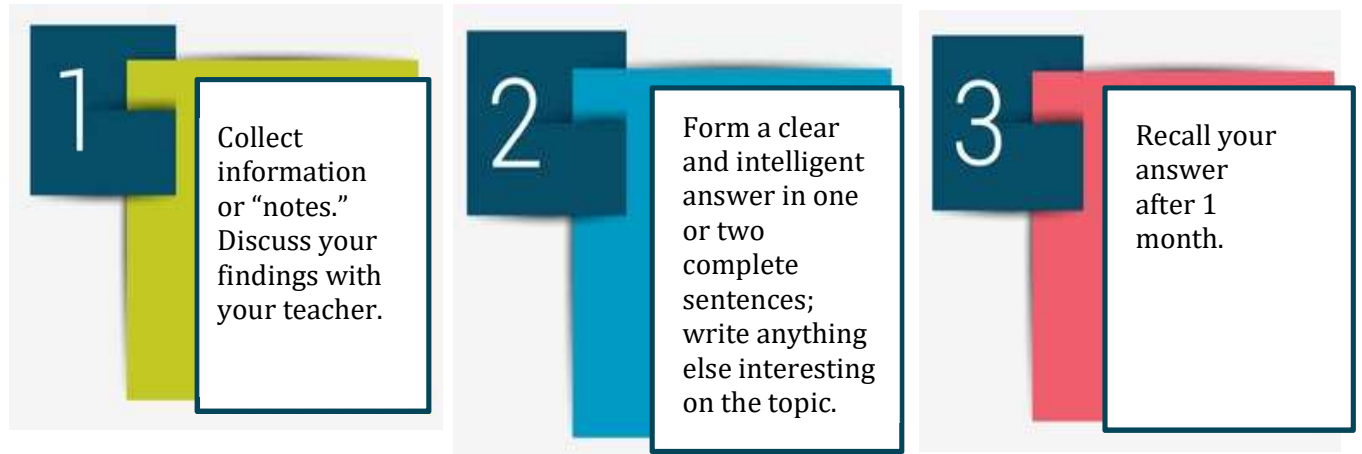 1
Collect
information
or “notes.”
Discuss your
findings with
your teacher.
2
Form a clear
and intelligent
answer in one
or two
complete
sentences;
write anything
else interesting
on the topic.
3
Recall your
answer
after 1
month.